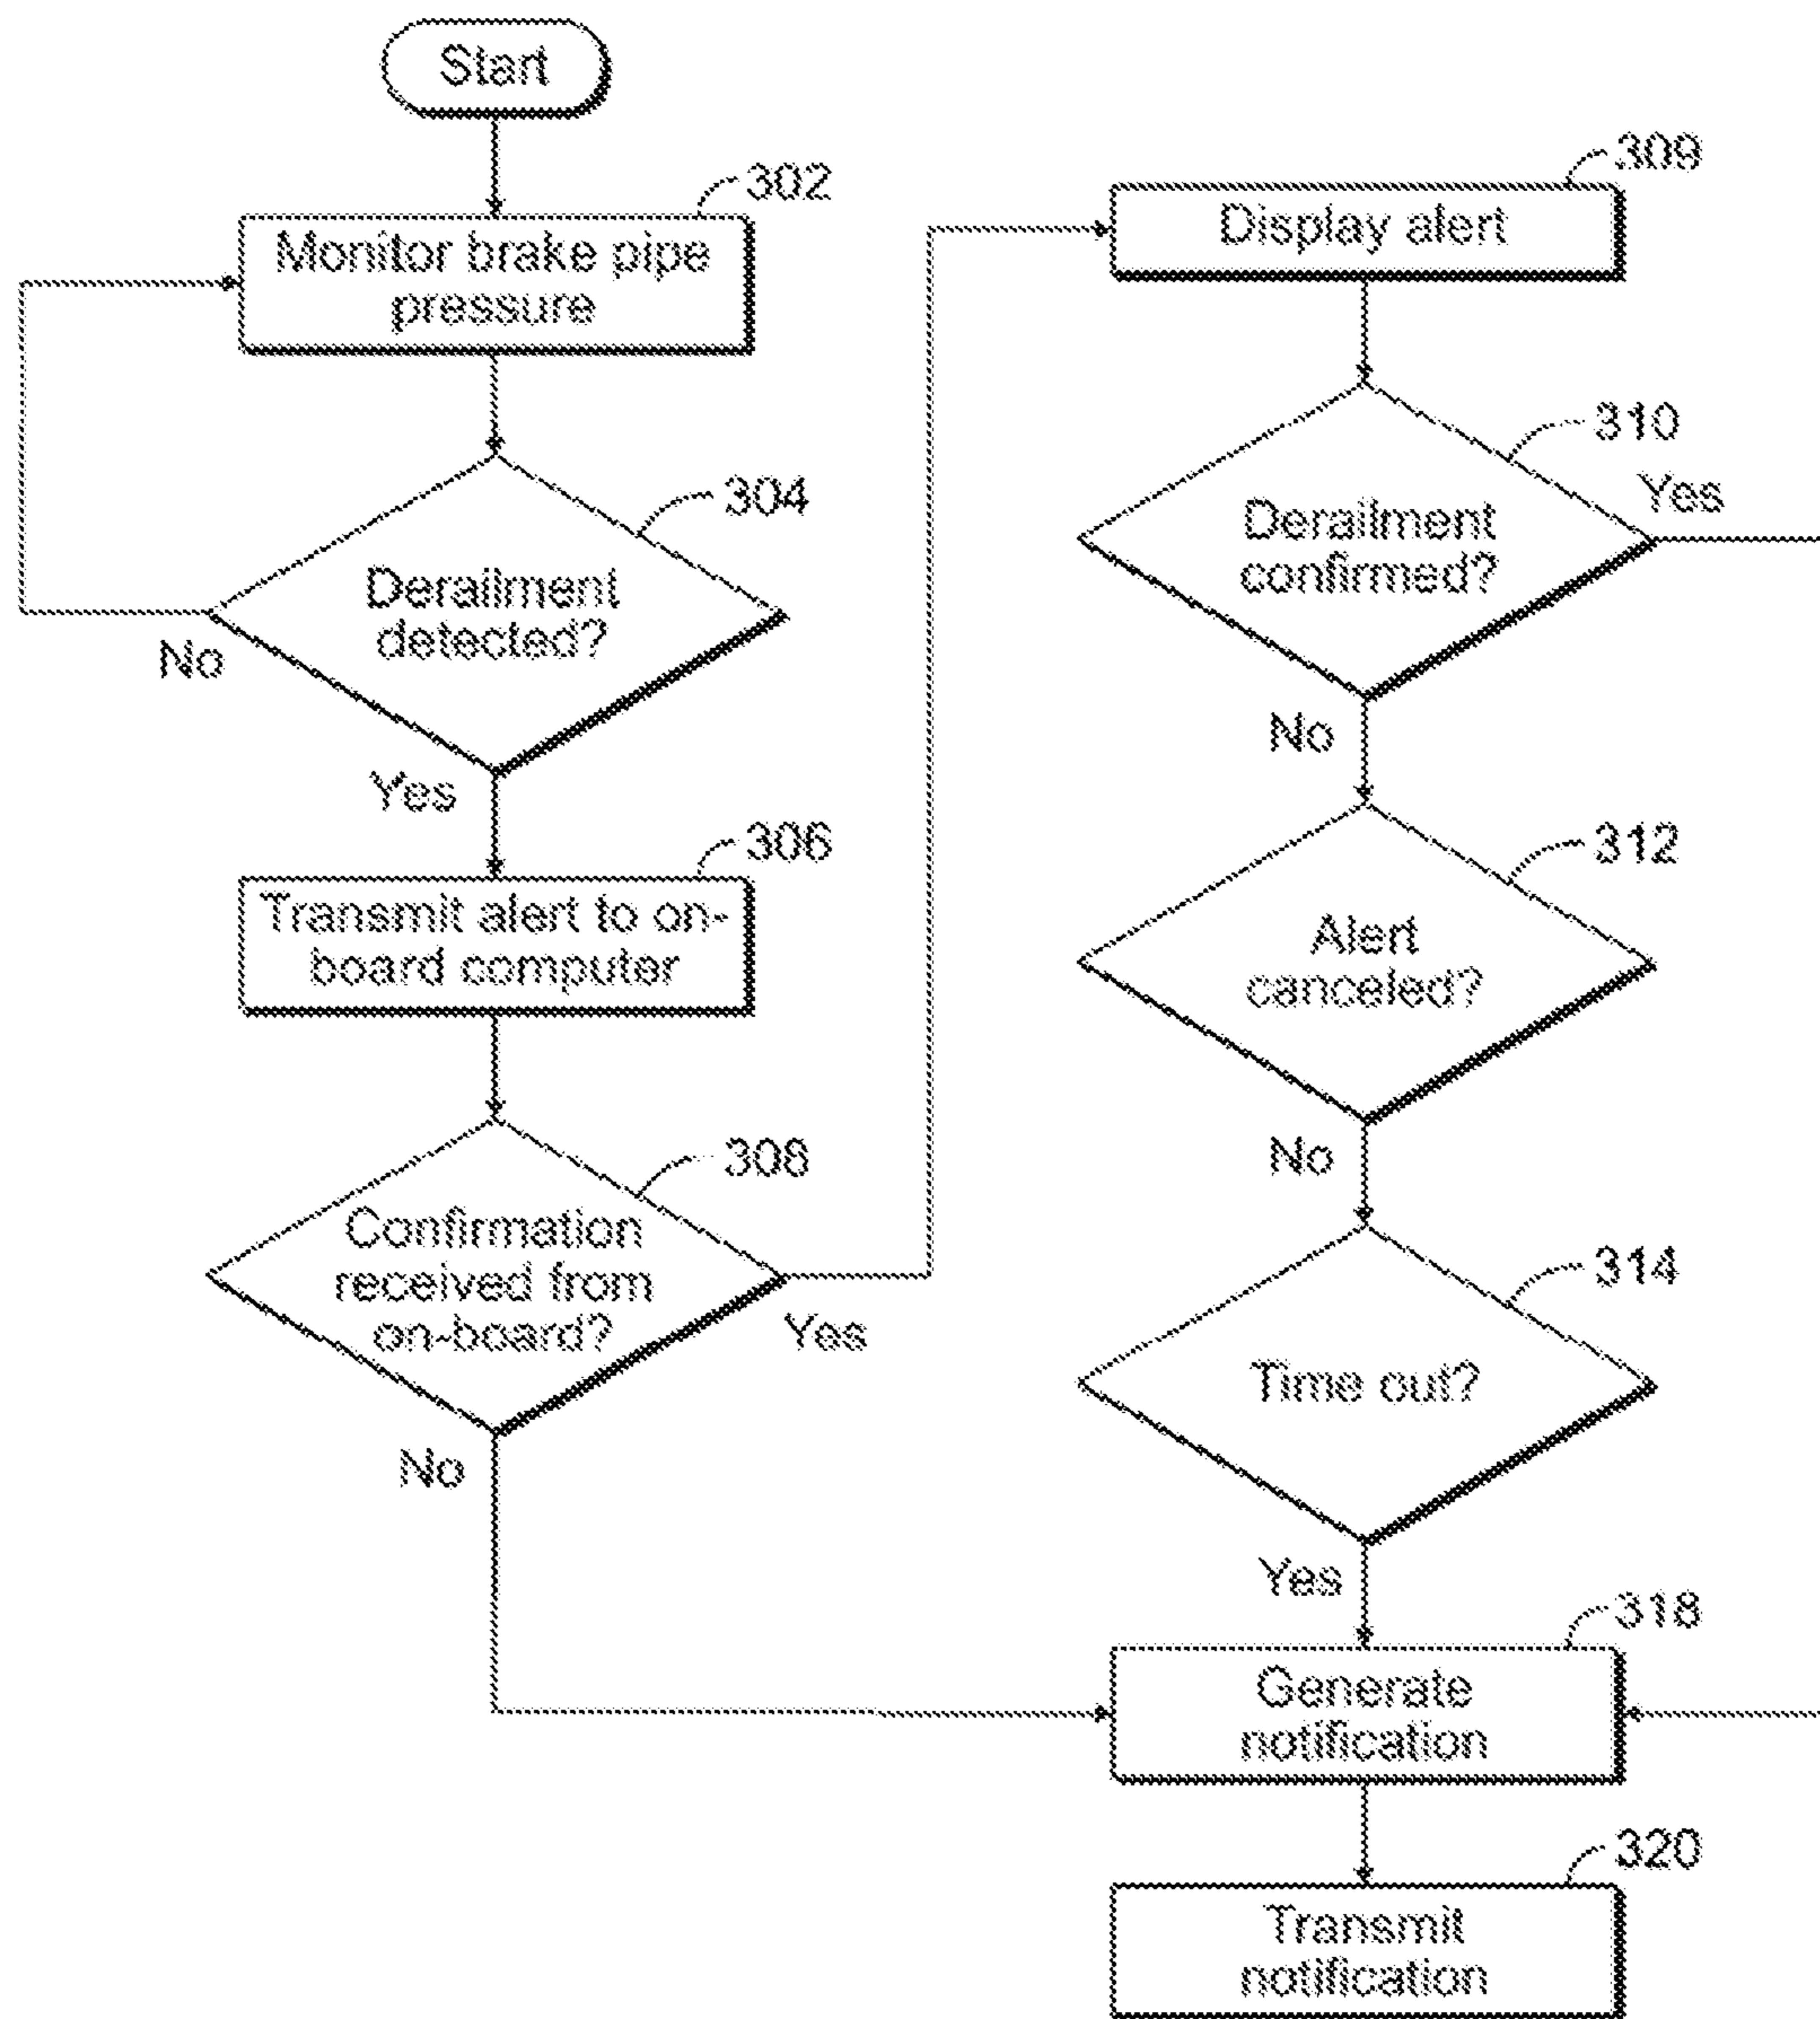 Start
302
Monitor brake pipe
pressure
304
Derailment
detected?
No
Yes
306
Transmit alert to on-
board computer
308
Confirmation
received from
on-board?
Yes
No
309
Display alert
310
Derailment
confirmed?
Yes
No
312
Alert
canceled?
No
314
Time out?
Yes
318
Generate
notification
320
Transmit
notification